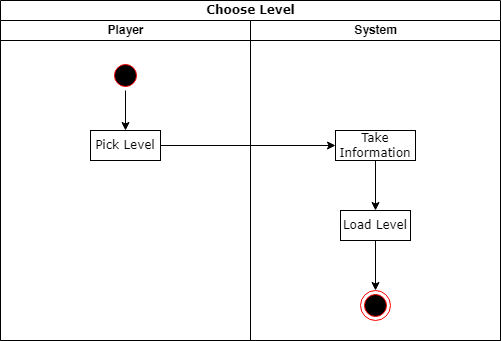 Choose Level
Player
System
Pick Level
Take
Information
Load Level